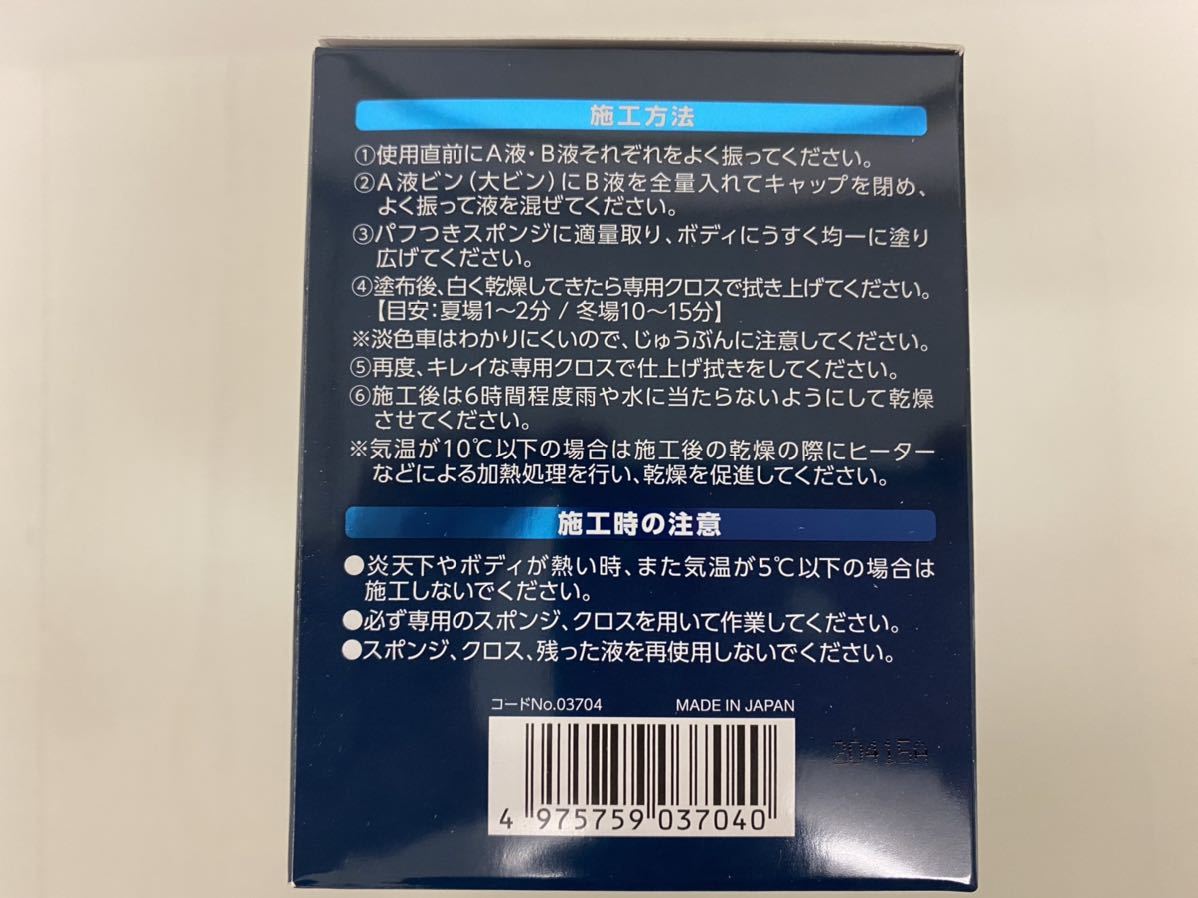 施工方法
①使用直前にA液・B液それぞれをよく振ってください。
②A液ビン(大ビン)にB液を全量入れてキャップを閉め、
よく振って液を混ぜてください。
③パフつきスポンジに適量取り、ボディにうすく均一に塗り
広げてください。
④塗布後、白く乾燥してきたら専用クロスで拭き上げてください。
【目安:夏場1〜2分 / 冬場10〜15分】
※淡色車はわかりにくいので、じゅうぶんに注意してください。
⑤再度、キレイな専用クロスで仕上げ拭きをしてください。
⑥施工後は6時間程度雨や水に当たらないようにして乾燥
させてください。
※気温が10℃以下の場合は施工後の乾燥の際にヒーター
などによる加熱処理を行い、乾燥を促進してください。
施工時の注意
●炎天下やボディが熱い時、また気温が5℃以下の場合は
施工しないでください。
●必ず専用のスポンジ、クロスを用いて作業してください。
●スポンジ、クロス、残った液を再使用しないでください。
コードNo.03704 MADE IN JAPAN
20415A
4 975759 037040